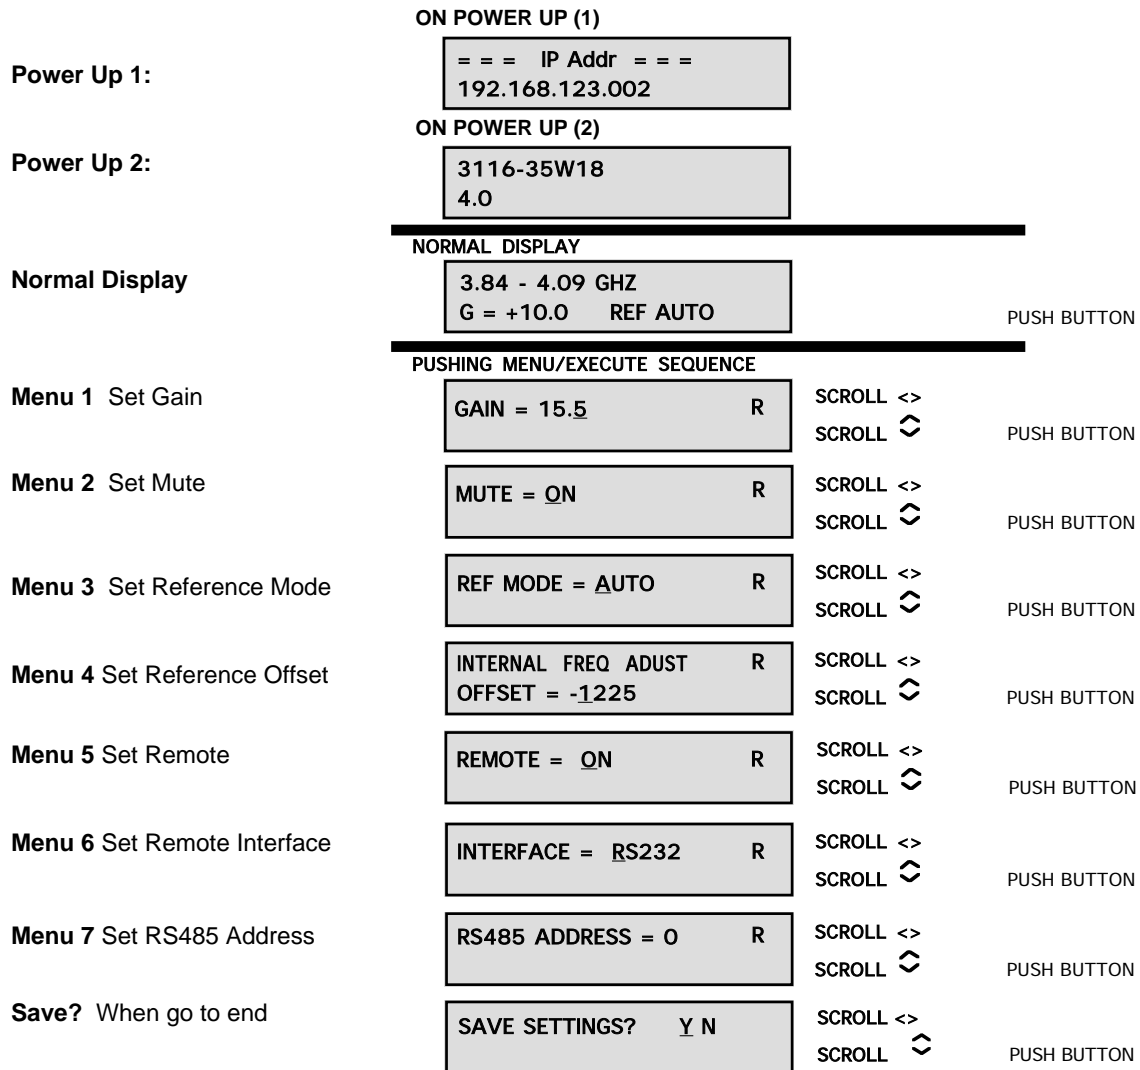 ON POWER UP (1)
Power Up 1:
= = = IP Addr = = =
192.168.123.002
ON POWER UP (2)
Power Up 2:
3116-35W18
4.0
NORMAL DISPLAY
Normal Display
3.84 - 4.09 GHZ
G = +10.0 REF AUTO
PUSH BUTTON
PUSHING MENU/EXECUTE SEQUENCE
Menu 1 Set Gain
GAIN = 15.5 R
SCROLL <>
SCROLL
PUSH BUTTON
Menu 2 Set Mute
MUTE = ON R
SCROLL <>
SCROLL
PUSH BUTTON
Menu 3 Set Reference Mode
REF MODE = AUTO R
SCROLL <>
SCROLL
PUSH BUTTON
Menu 4 Set Reference Offset
INTERNAL FREQ ADUST R
OFFSET = -1225
SCROLL <>
SCROLL
PUSH BUTTON
Menu 5 Set Remote
REMOTE = ON R
SCROLL <>
SCROLL
PUSH BUTTON
Menu 6 Set Remote Interface
INTERFACE = RS232 R
SCROLL <>
SCROLL
PUSH BUTTON
Menu 7 Set RS485 Address
RS485 ADDRESS = 0 R
SCROLL <>
SCROLL
PUSH BUTTON
Save? When go to end
SAVE SETTINGS? Y N
SCROLL <>
SCROLL
PUSH BUTTON